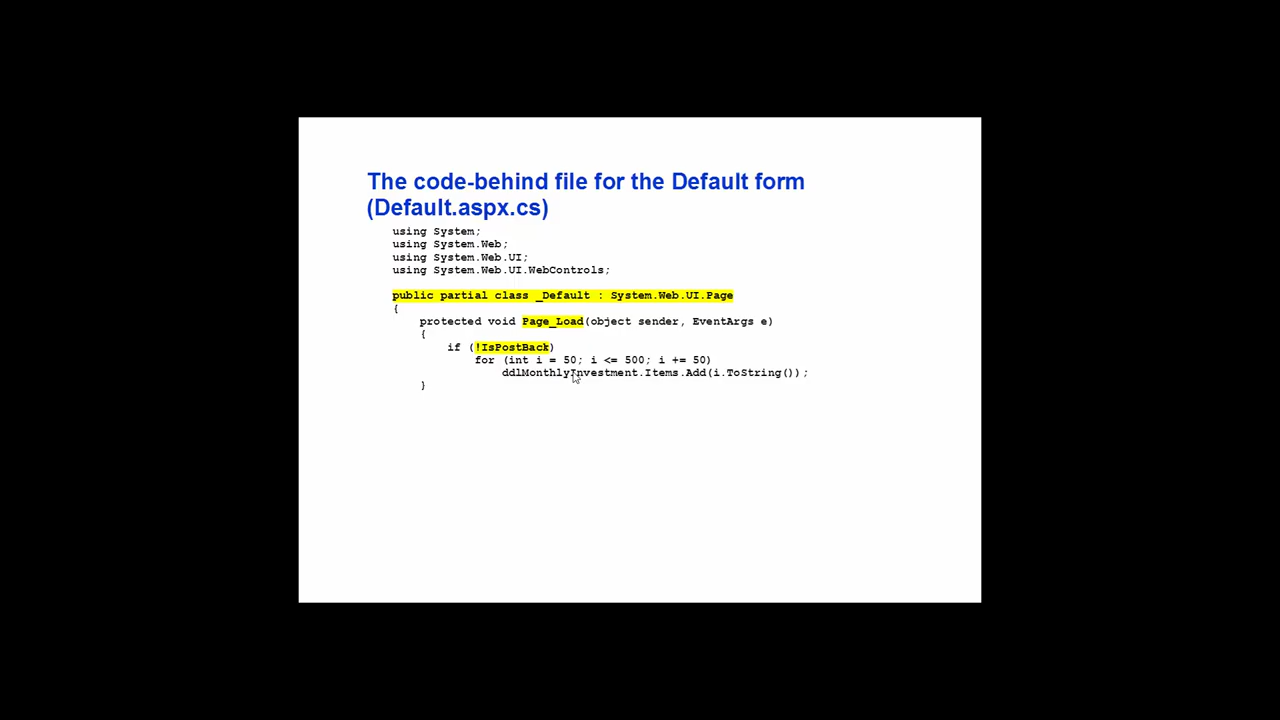 The code-behind file for the Default form
(Default.aspx.cs)
using System;
using System.Web;
using System.Web.UI;
using System.Web.UI.WebControls;
public partial class _Default : System.Web.UI.Page
{
protected void Page_Load(object sender, EventArgs e)
{
if (!IsPostBack)
for (int i = 50; i <= 500; i += 50)
ddlMonthlyInvestment.Items.Add(i.ToString());
}